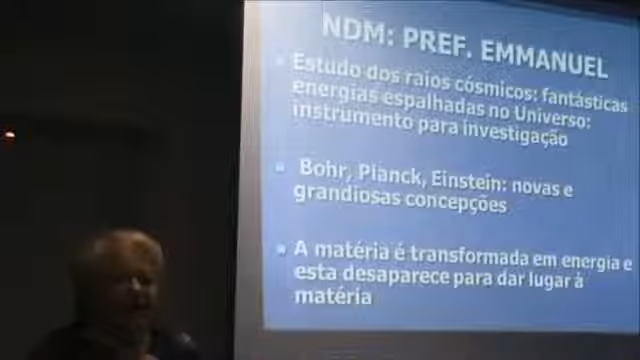 NDM: PREF. EMMANUEL
Estudo dos raios cósmicos: fantásticas
energias espalhadas no Universo:
instrumento para investigação
Bohr, Planck, Einstein: novas e
grandiosas concepções
A matéria é transformada em energia e
esta desaparece para dar lugar à
matéria